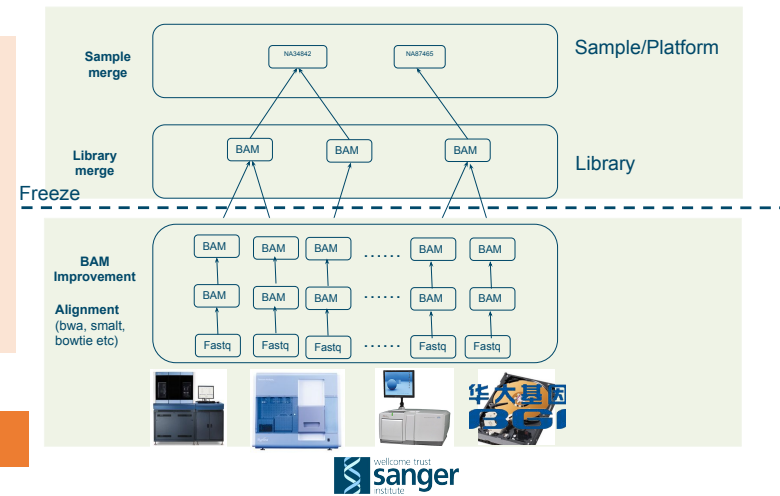 Sample
merge
NA34842
NA87465
Sample/Platform
Library
merge
BAM
BAM
BAM
Library
Freeze
BAM
Improvement
Alignment
(bwa, smalt,
bowtie etc)
BAM
BAM
BAM
......
BAM
BAM
BAM
BAM
BAM
......
BAM
BAM
Fastq
Fastq
Fastq
......
Fastq
Fastq
华大基因
BGI
wellcome trust
sanger
institute